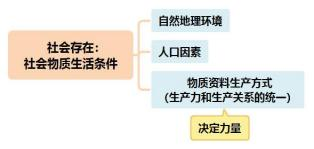 社会存在：
社会物质生活条件
自然地理环境
人口因素
物质资料生产方式
（生产力和生产关系的统一）
决定力量